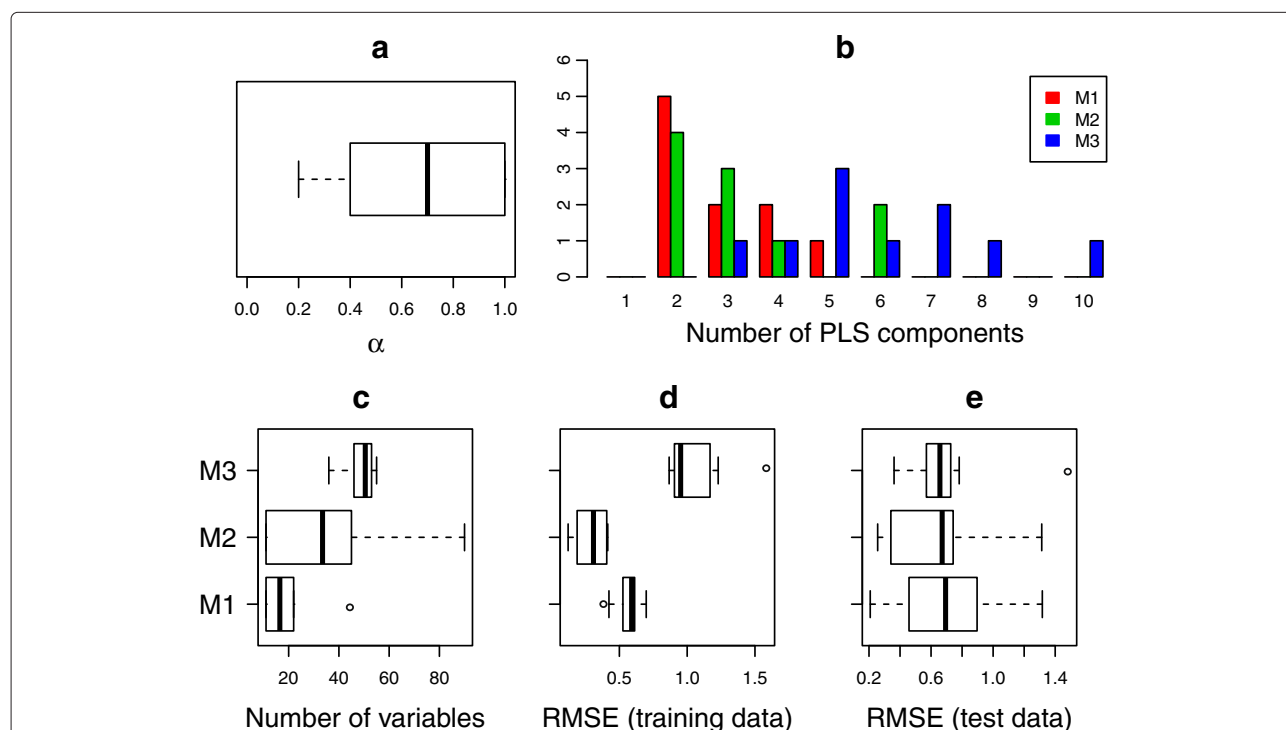 a
0.0 0.2 0.4 0.6 0.8 1.0
α
b
6
5
4
3
2
1
0
M1
M2
M3
1 2 3 4 5 6 7 8 9 10
Number of PLS components
c
M3
M2
M1
20 40 60 80
Number of variables
d
0.5 1.0 1.5
RMSE (training data)
e
0.2 0.6 1.0 1.4
RMSE (test data)